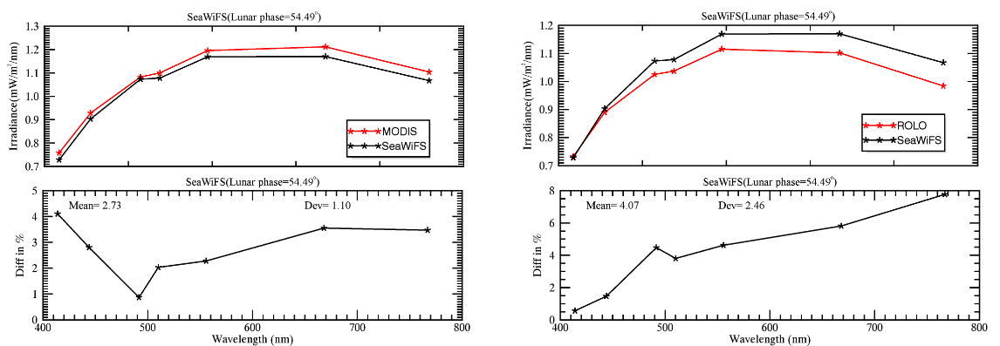 SeaWiFS(Lunar phase=54.49°)
1.3
1.2
1.1
1.0
0.9
0.8
0.7
Irradiance(mW/m²/nm)
MODIS
SeaWiFS
SeaWiFS(Lunar phase=54.49°)
Mean= 2.73 Dev= 1.10
5
4
3
2
1
0
Diff in %
400 500 600 700 800
Wavelength (nm)
SeaWiFS(Lunar phase=54.49°)
1.2
1.1
1.0
0.9
0.8
0.7
Irradiance(mW/m²/nm)
ROLO
SeaWiFS
SeaWiFS(Lunar phase=54.49°)
Mean= 4.07 Dev= 2.46
8
6
4
2
0
Diff in %
400 500 600 700 800
Wavelength (nm)